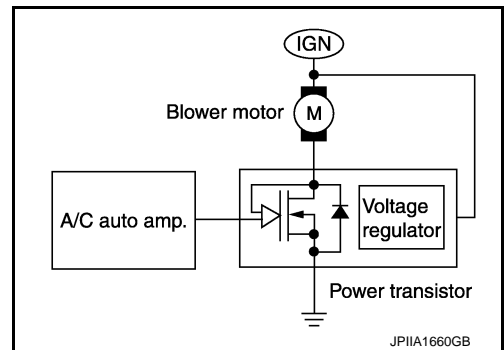 IGN
Blower motor
M
A/C auto amp.
Voltage
regulator
Power transistor
JPIIA1660GB